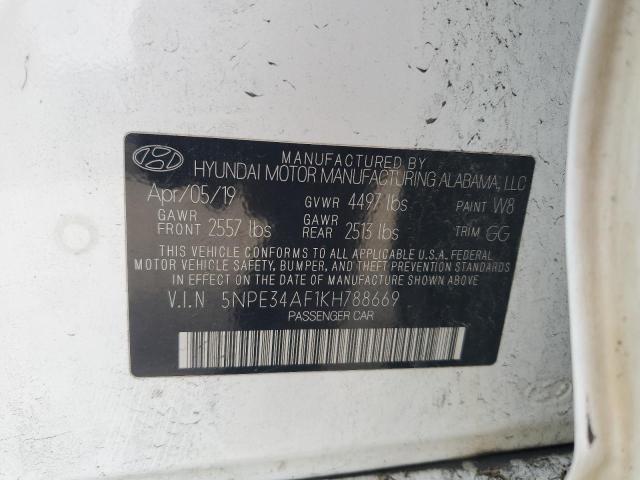 MANUFACTURED BY
HYUNDAI MOTOR MANUFACTURING ALABAMA, LLC
Apr/05/19 GVWR 4497 lbs PAINT W8
GAWR FRONT 2557 lbs GAWR REAR 2513 lbs TRIM GG
THIS VEHICLE CONFORMS TO ALL APPLICABLE U.S.A. FEDERAL
MOTOR VEHICLE SAFETY, BUMPER, AND THEFT PREVENTION STANDARDS
IN EFFECT ON THE DATE OF MANUFACTURE SHOWN ABOVE
V.I.N 5NPE34AF1KH788669
PASSENGER CAR